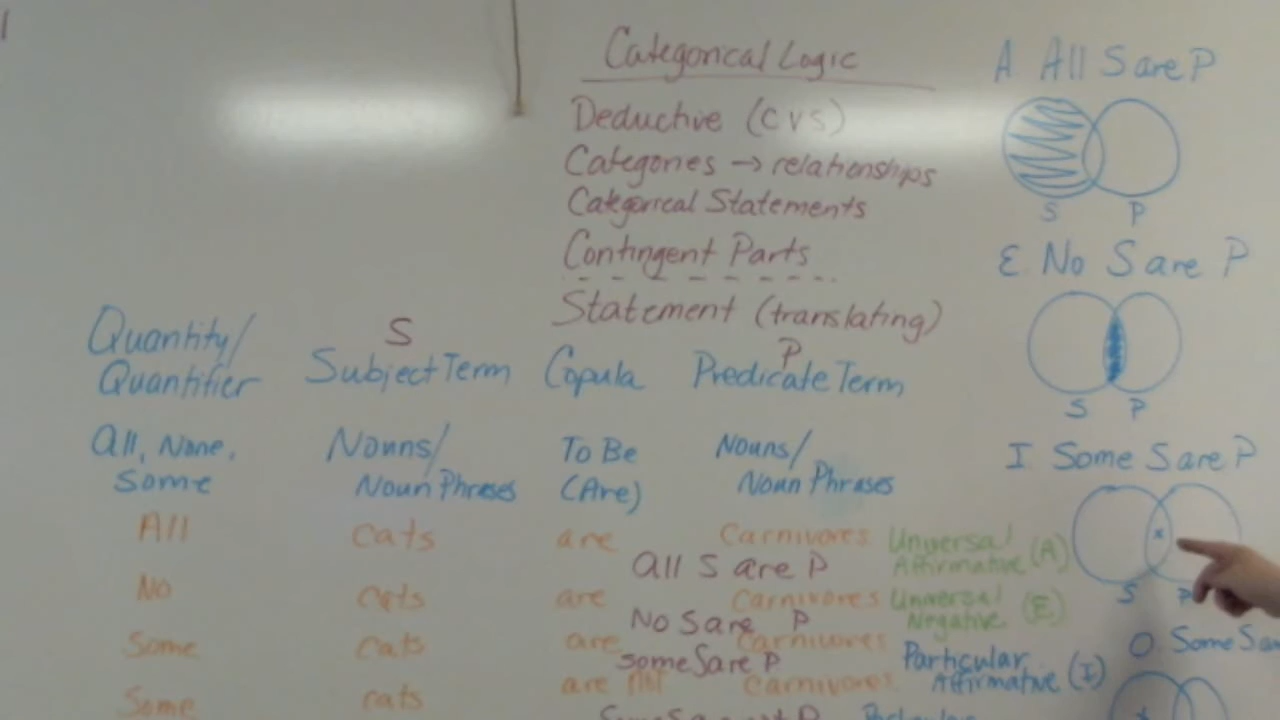 Categorical Logic
Deductive (CVS)
Categories → relationships
Categorical Statements
Contingent Parts
Statement (translating)
Quantity/
Quantifier
S
Subject Term
Copula
P
Predicate Term
All, None,
Some
Nouns/
Noun Phrases
To Be
(Are)
Nouns/
Noun Phrases
All cats are Carnivores
Universal
Affirmative (A)
All S are P
No cats are Carnivores
Universal
Negative (E)
No S are P
Some cats are Carnivores
Some S are P
Particular
Affirmative (I)
Some cats are not Carnivores
A All S are P
S P
E No S are P
S P
I Some S are P
S P
O Some S